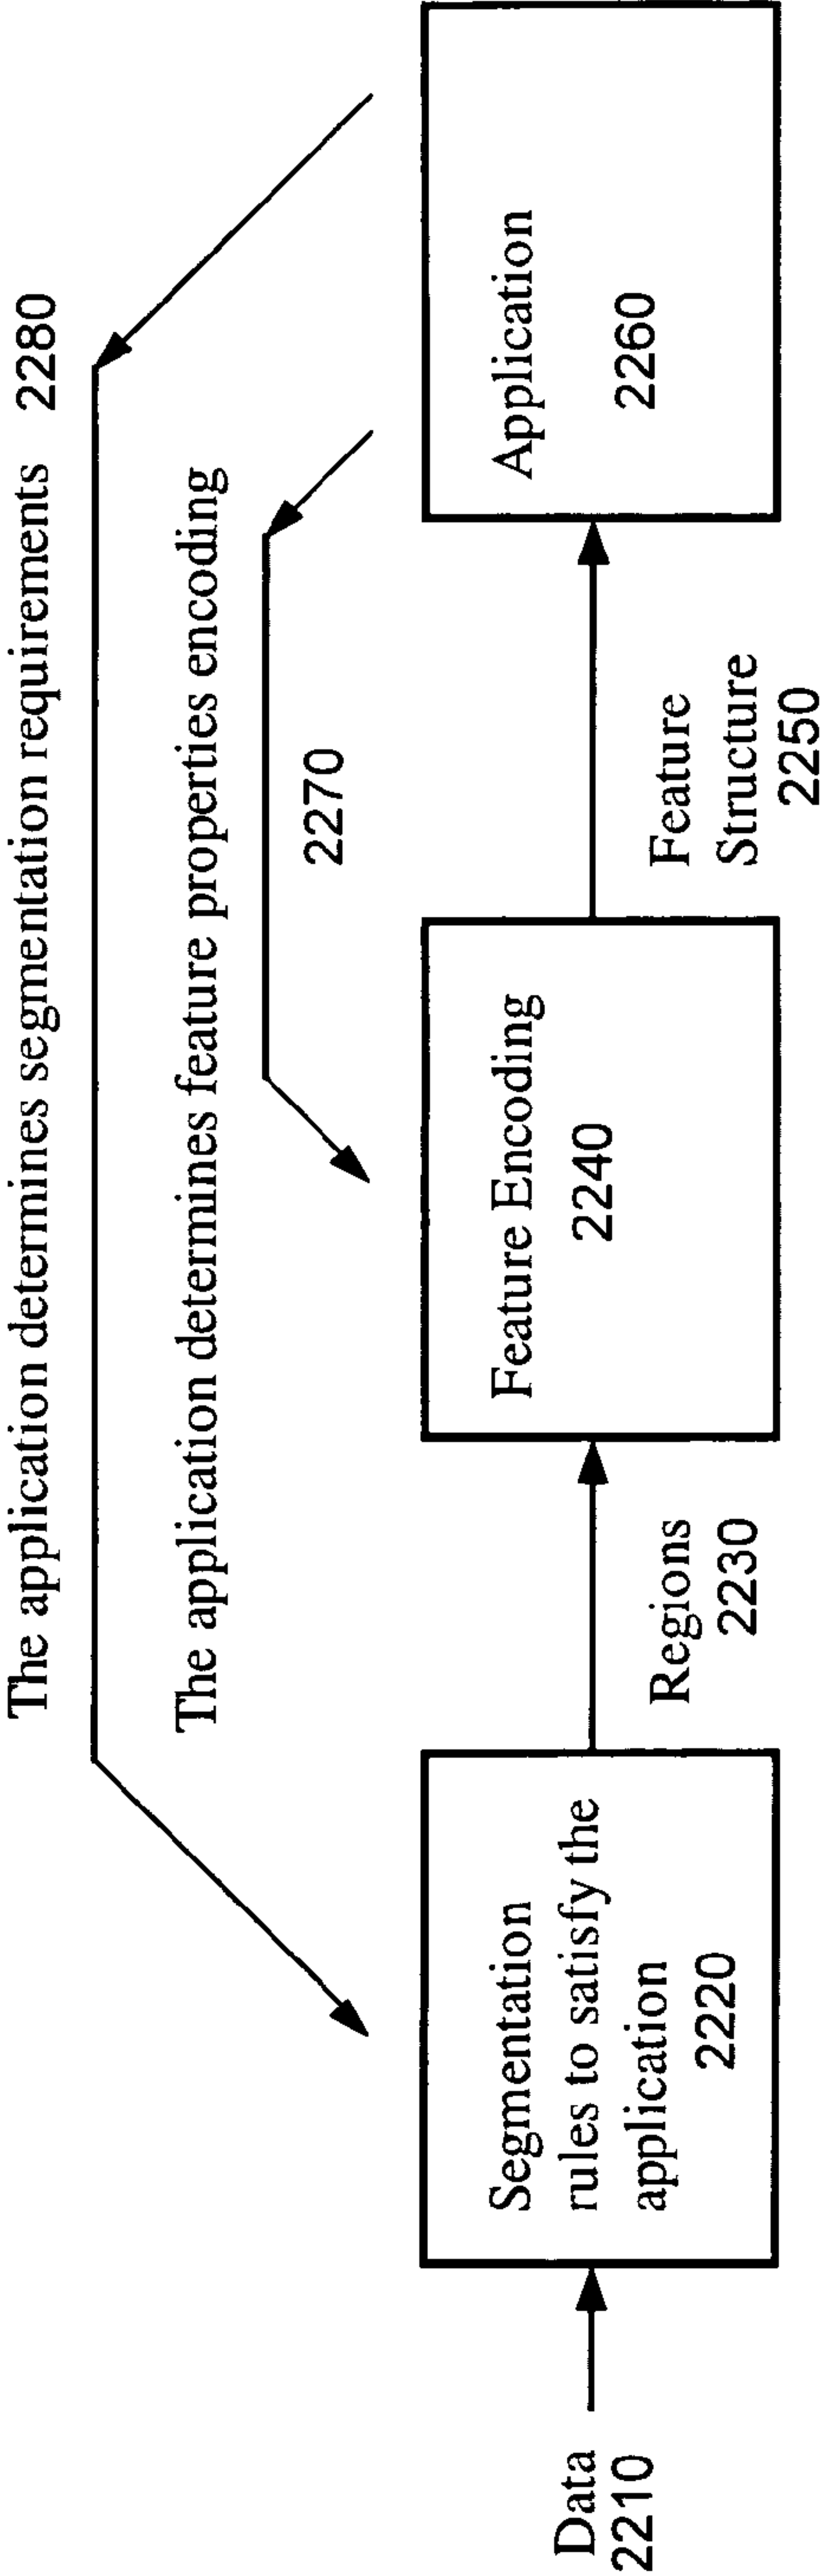 The application determines segmentation requirements 2280
The application determines feature properties encoding
2270
Data
2210
Segmentation
rules to satisfy the
application
2220
Regions
2230
Feature Encoding
2240
Feature
Structure
2250
Application
2260